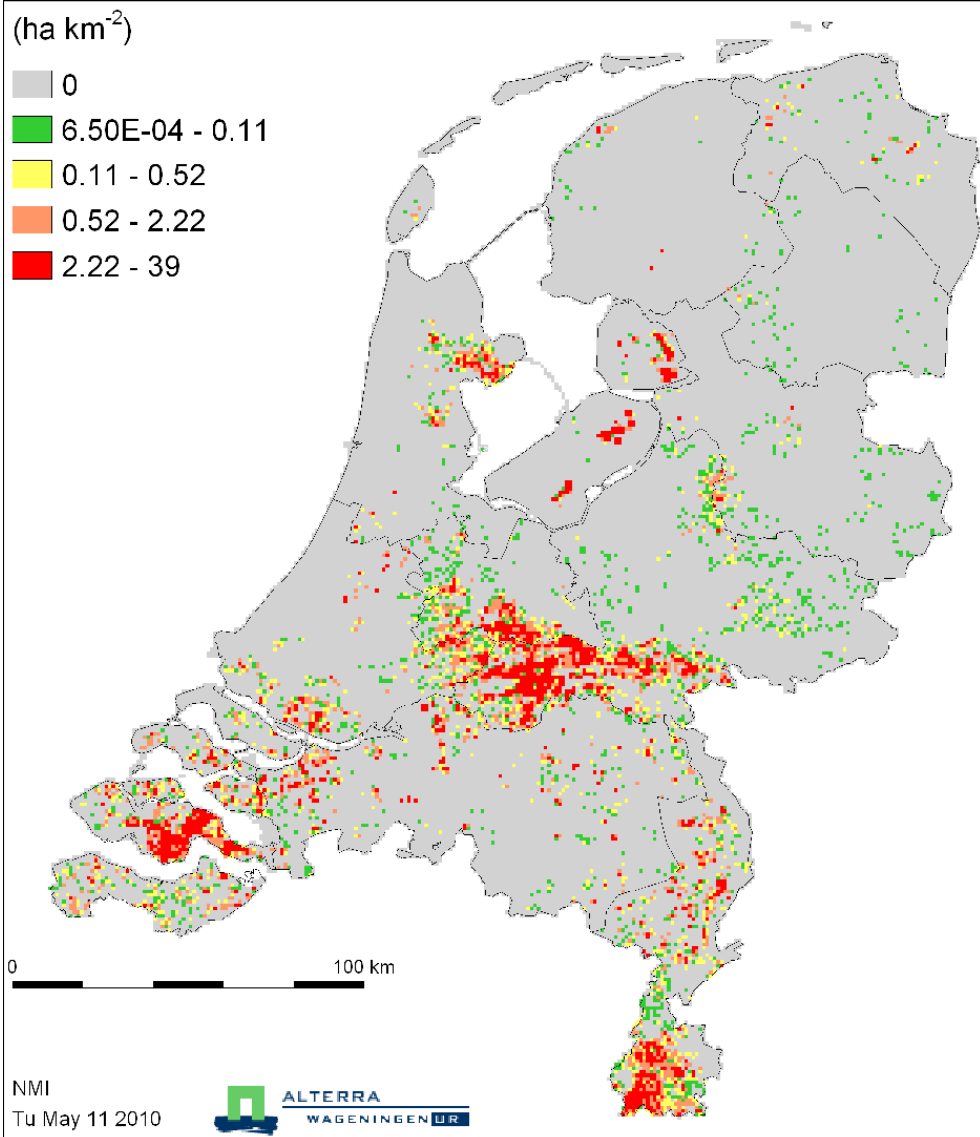 (ha km-2)
0
6.50E-04 - 0.11
0.11 - 0.52
0.52 - 2.22
2.22 - 39
0 100 km
NMI
Tu May 11 2010
ALTERRA
WAGENINGEN UR